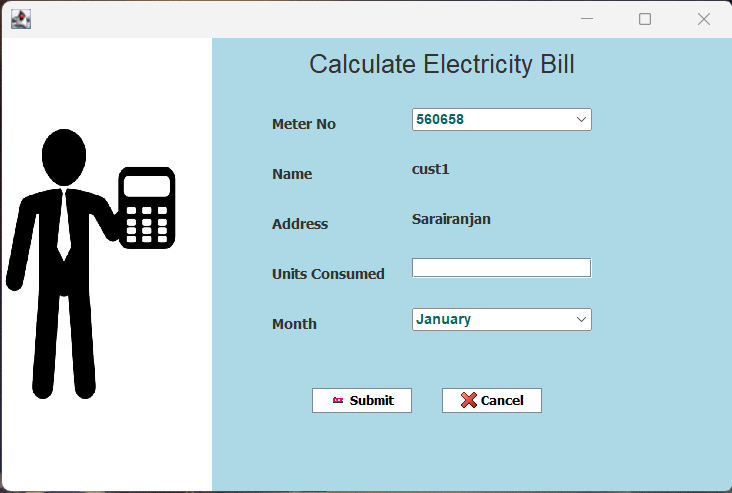 Calculate Electricity Bill
Meter No 560658
Name cust1
Address Sarairanjan
Units Consumed
Month January
Submit Cancel